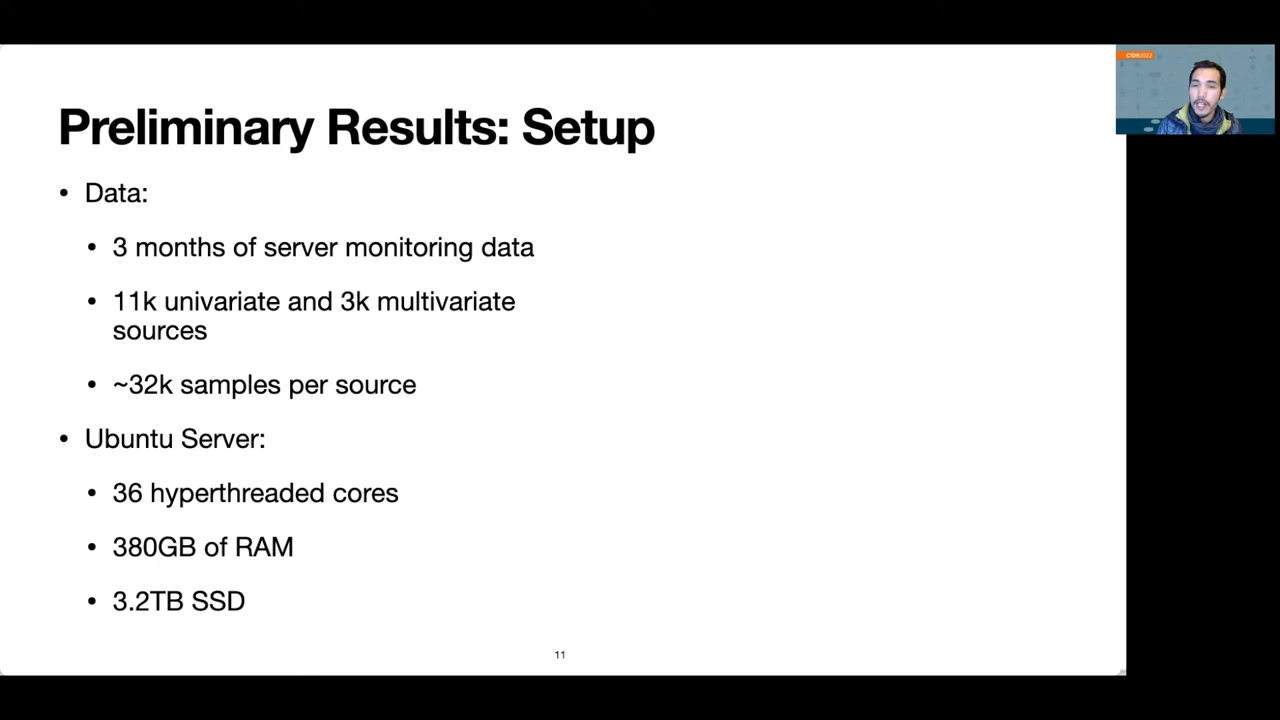 CIDR2022
Preliminary Results: Setup
• Data:
• 3 months of server monitoring data
• 11k univariate and 3k multivariate
sources
• ~32k samples per source
• Ubuntu Server:
• 36 hyperthreaded cores
• 380GB of RAM
• 3.2TB SSD
11